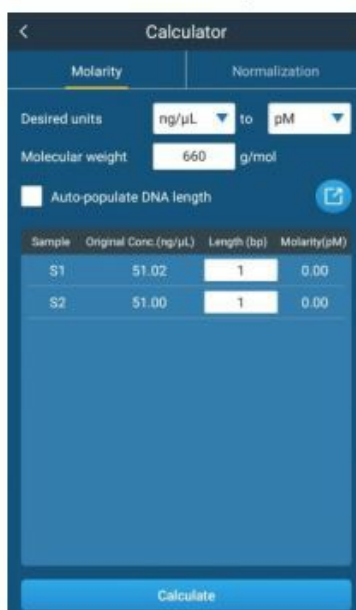 Calculator
Molarity Normalization
Desired units ng/µL to pM
Molecular weight 660 g/mol
Auto-populate DNA length
Sample Original Conc.(ng/µL) Length (bp) Molarity(pM)
S1 51.02 1 0.00
S2 51.00 1 0.00
Calculate